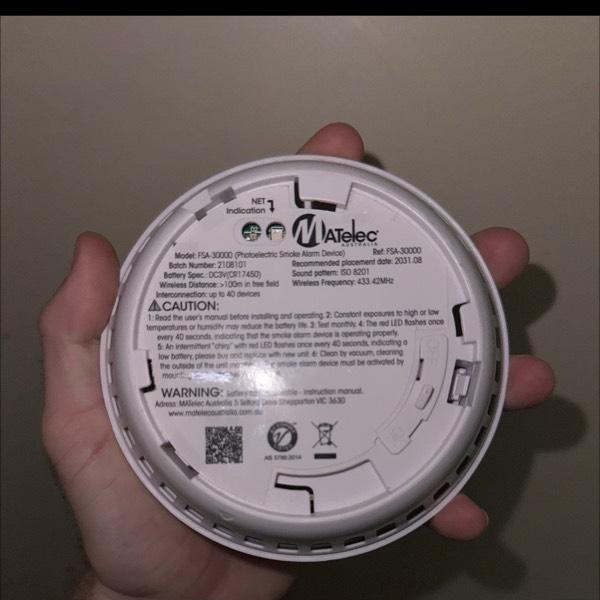 NET
Indication
MATelec
AUSTRALIA
Model: FSA-30000 (Photoelectric Smoke Alarm Device) Ref: FSA-30000
Batch Number: 2108101 Recommended placement date: 2031.08
Battery Spec.: DC3V(CR17450) Sound pattern: ISO 8201
Wireless Distance: >100m in free field Wireless Frequency: 433.42MHz
Interconnection: up to 40 devices
CAUTION:
1: Read the user's manual before installing and operating. 2: Constant exposures to high or low
temperatures or humidity may reduce the battery life. 3: Test monthly. 4: The red LED flashes once
every 40 seconds, indicating that the smoke alarm device is operating properly.
5: An intermittent "chirp" with red LED flashes once every 40 seconds, indicating a
low battery, please buy and replace with new unit. 6: Clean by vacuum, cleaning
the outside of the unit smoke alarm device must be activated by
WARNING: Battery - Instruction manual.
Adress: MATelec Australia 5 Telford Drive Shepparton VIC 3630
www.matelecaustralia.com.au
AS 3786:2014